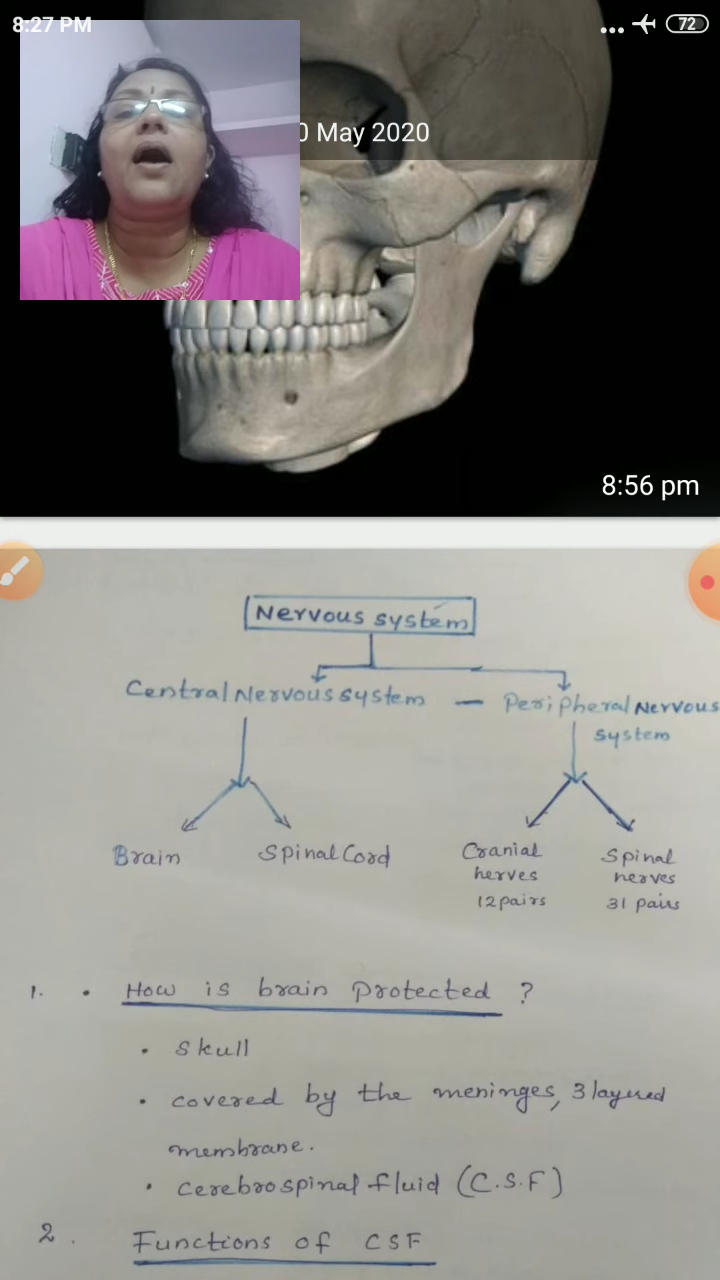 8:27 PM
72
0 May 2020
8:56 pm
Nervous system
Central Nervous system — Peripheral Nervous
system
Brain
Spinal Cord
Cranial
nerves
12 pairs
Spinal
nerves
31 pairs
1. • How is brain protected ?
• Skull
• covered by the meninges, 3 layered
membrane.
• cerebrospinal fluid (C.S.F)
2. Functions of CSF